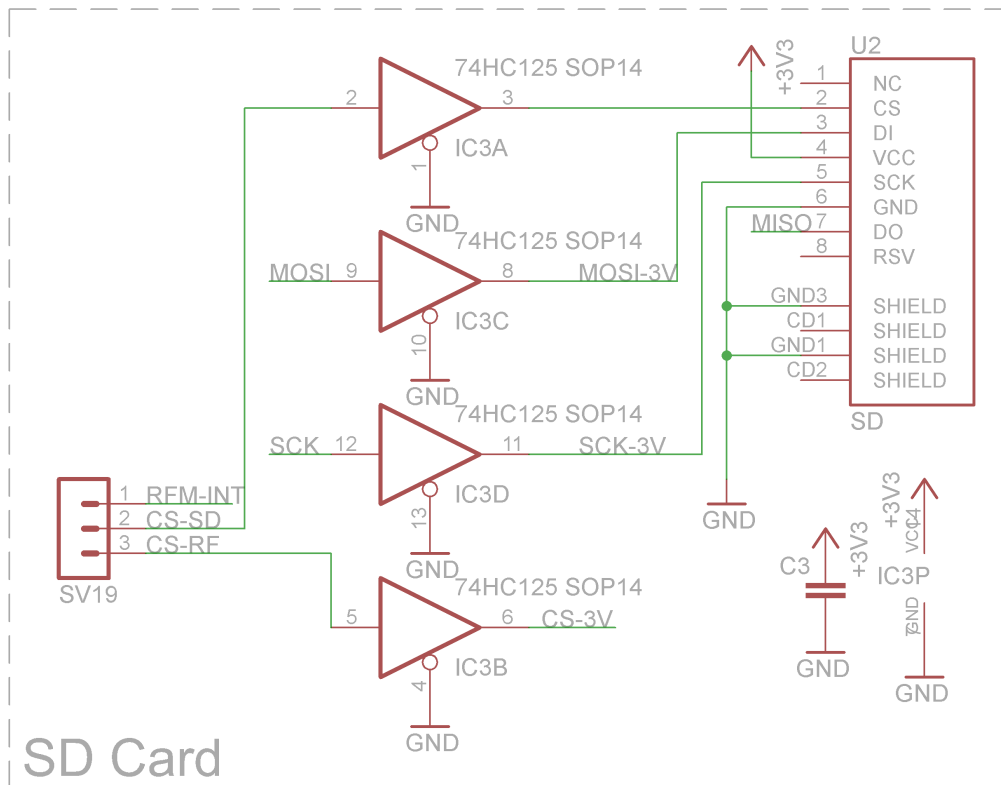 74HC125 SOP14
2
3
1
IC3A
GND
+3V3
U2
1 NC
2 CS
3 DI
4 VCC
5 SCK
6 GND
MISO 7 DO
8 RSV
GND3 SHIELD
CD1 SHIELD
GND1 SHIELD
CD2 SHIELD
SD
74HC125 SOP14
MOSI 9
8 MOSI-3V
10
IC3C
GND
74HC125 SOP14
SCK 12
11 SCK-3V
13
IC3D
GND
GND
1 RFM-INT
2 CS-SD
3 CS-RF
SV19
74HC125 SOP14
5
6 CS-3V
4
IC3B
GND
C3
+3V3
GND
+3V3
VCC
14
IC3P
7
GND
GND
SD Card